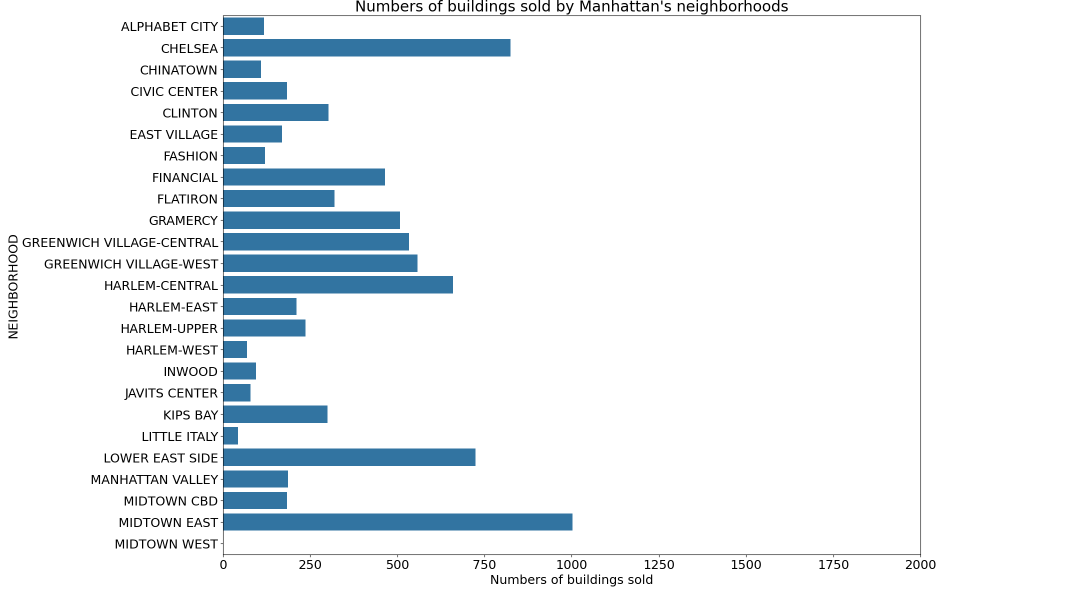 Numbers of buildings sold by Manhattan's neighborhoods
NEIGHBORHOOD
ALPHABET CITY
CHELSEA
CHINATOWN
CIVIC CENTER
CLINTON
EAST VILLAGE
FASHION
FINANCIAL
FLATIRON
GRAMERCY
GREENWICH VILLAGE-CENTRAL
GREENWICH VILLAGE-WEST
HARLEM-CENTRAL
HARLEM-EAST
HARLEM-UPPER
HARLEM-WEST
INWOOD
JAVITS CENTER
KIPS BAY
LITTLE ITALY
LOWER EAST SIDE
MANHATTAN VALLEY
MIDTOWN CBD
MIDTOWN EAST
MIDTOWN WEST
0 250 500 750 1000 1250 1500 1750 2000
Numbers of buildings sold